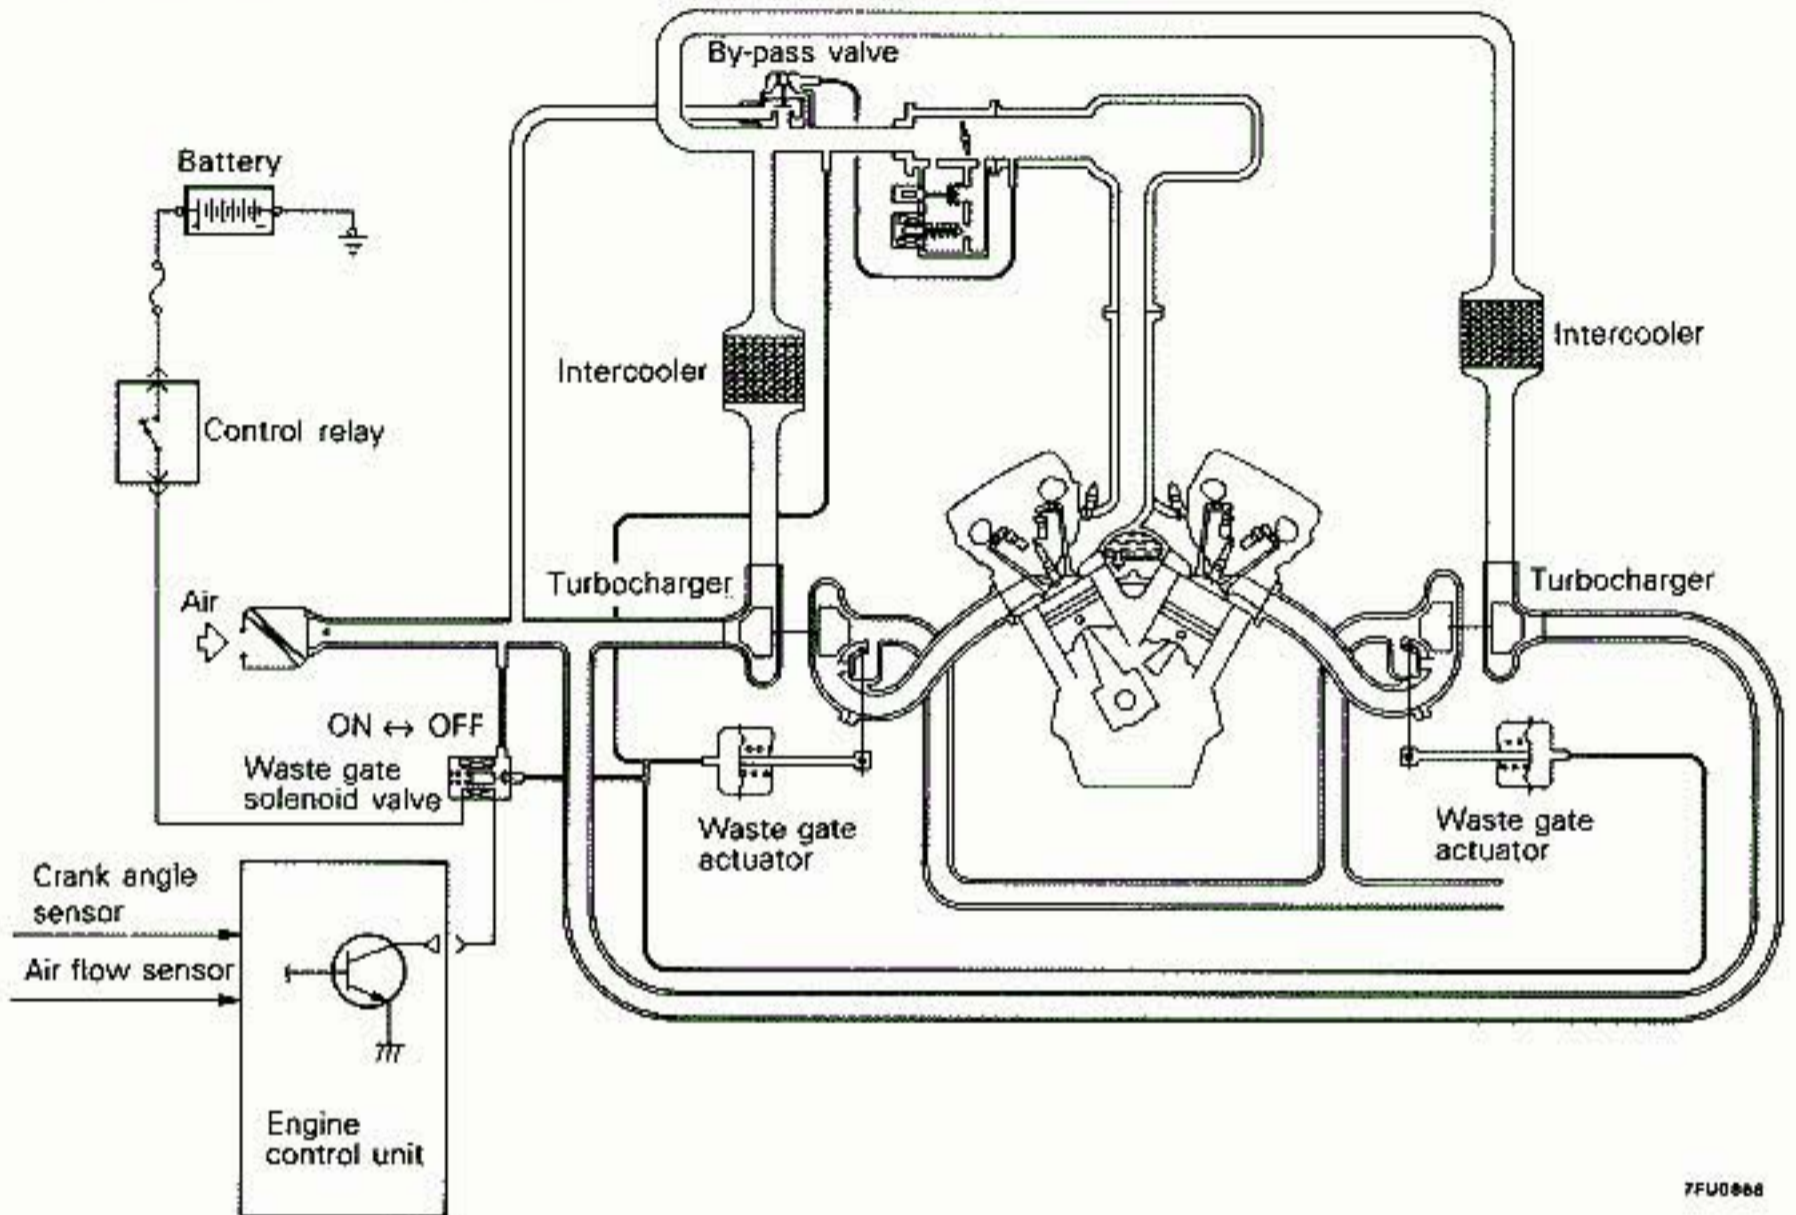 By-pass valve
Battery
Intercooler
Intercooler
Control relay
Turbocharger
Turbocharger
Air
ON ↔ OFF
Waste gate
solenoid valve
Waste gate
actuator
Waste gate
actuator
Crank angle
sensor
Air flow sensor
Engine
control unit